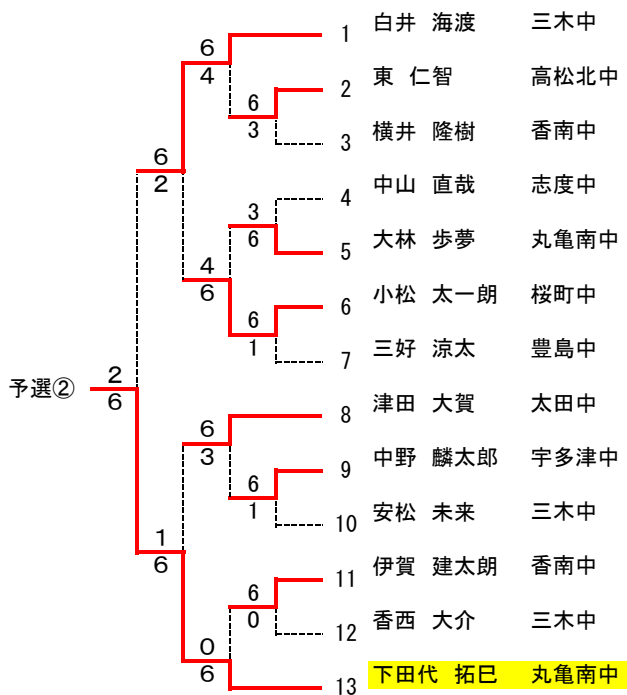 6
4
1 白井 海渡 三木中
2 東 仁智 高松北中
6
3
3 横井 隆樹 香南中
6
2
4 中山 直哉 志度中
3
6
5 大林 歩夢 丸亀南中
4
6
6 小松 太一朗 桜町中
6
1
7 三好 涼太 豊島中
予選② 2
6
8 津田 大賀 太田中
6
3
9 中野 麟太郎 宇多津中
6
1
10 安松 未来 三木中
1
6
11 伊賀 建太朗 香南中
6
0
12 香西 大介 三木中
0
6
13 下田代 拓巳 丸亀南中